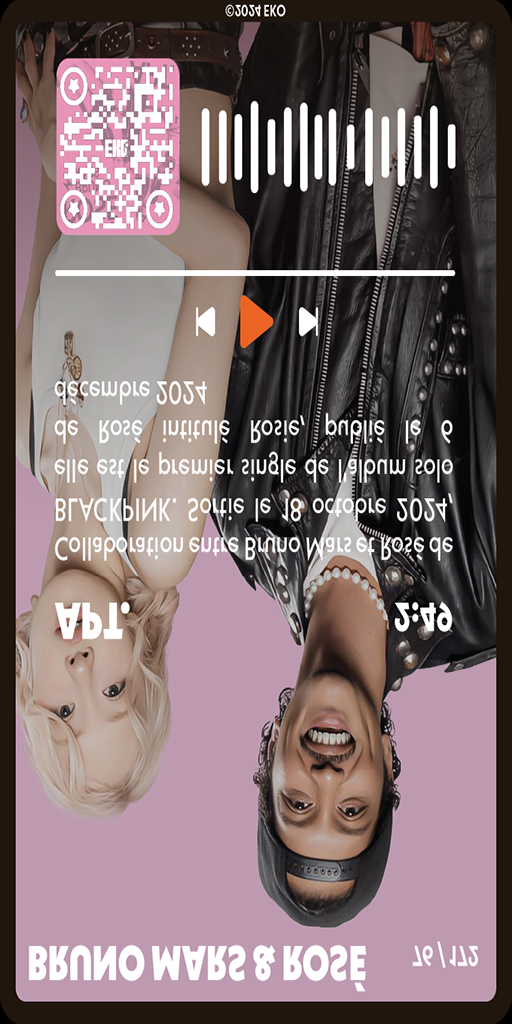 BRUNO MARS & ROSÉ
76 / 172
APT.
2:49
Collaboration entre Bruno Mars et Rosé de
BLACKPINK. Sortie le 18 octobre 2024,
elle est le premier single de l'album solo
de Rosé intitulé Rosie, publié le 6
décembre 2024
EKO
©2024 EKO